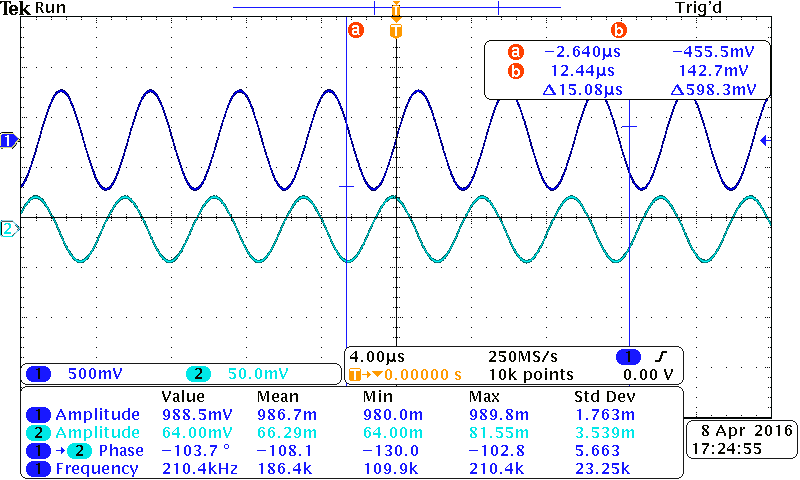 Tek Run Trig'd
T
a T b
a −2.640µs −455.5mV
b 12.44µs 142.7mV
Δ15.08µs Δ598.3mV
1
2
4.00µs 250MS/s 1
T→▼0.00000 s 10k points 0.00 V
1 500mV 2 50.0mV
Value Mean Min Max Std Dev
1 Amplitude 988.5mV 986.7m 980.0m 989.8m 1.763m
2 Amplitude 64.00mV 66.29m 64.00m 81.55m 3.539m
1 → 2 Phase −103.7 ° −108.1 −130.0 −102.8 5.663
1 Frequency 210.4kHz 186.4k 109.9k 210.4k 23.25k
8 Apr 2016
17:24:55